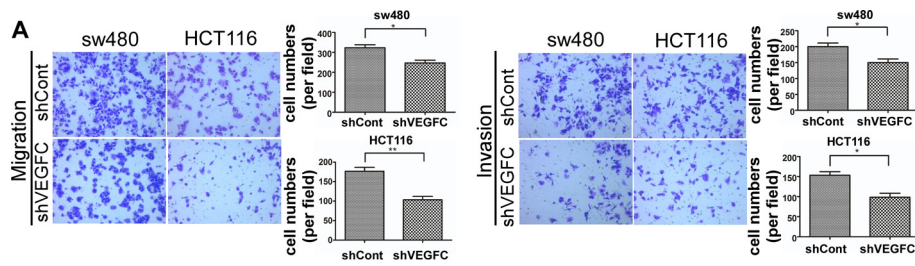 A
sw480 HCT116
Migration
shCont
shVEGFC
sw480
cell numbers
(per field)
400
300
200
100
0
*
shCont shVEGFC
HCT116
cell numbers
(per field)
200
150
100
50
0
**
shCont shVEGFC
sw480 HCT116
Invasion
shCont
shVEGFC
sw480
cell numbers
(per field)
250
200
150
100
50
0
*
shCont shVEGFC
HCT116
cell numbers
(per field)
150
100
50
0
*
shCont shVEGFC